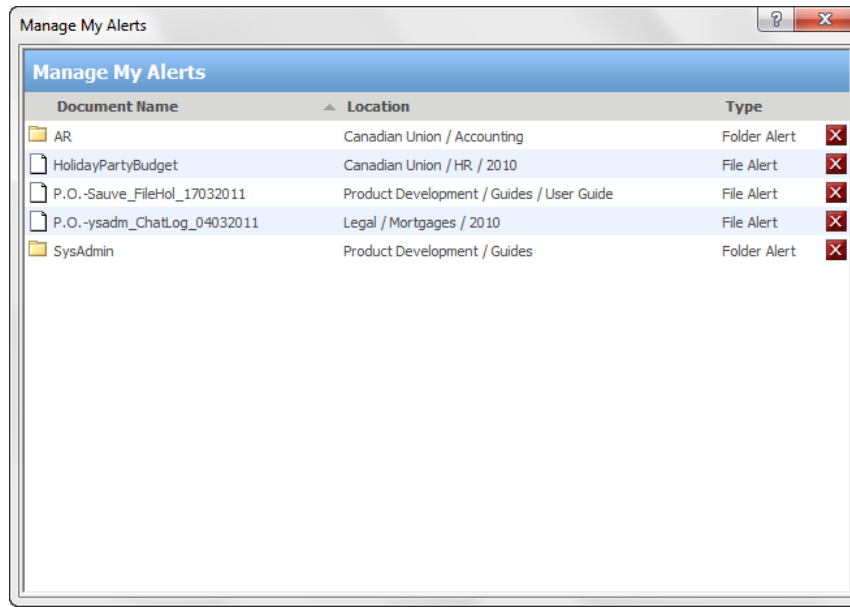 Manage My Alerts
Manage My Alerts
Document Name Location Type
AR Canadian Union / Accounting Folder Alert
HolidayPartyBudget Canadian Union / HR / 2010 File Alert
P.O.-Sauve_FileHol_17032011 Product Development / Guides / User Guide File Alert
P.O.-ysadm_ChatLog_04032011 Legal / Mortgages / 2010 File Alert
SysAdmin Product Development / Guides Folder Alert